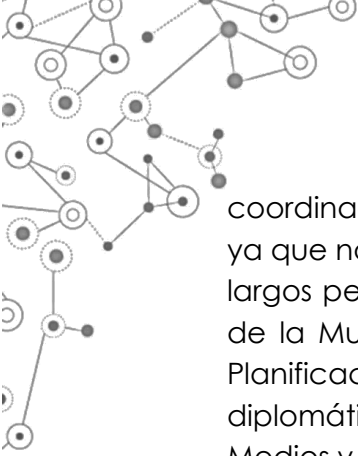 coordina
ya que no
largos pe
de la Mu
Planificac
diplomáti
Medios y